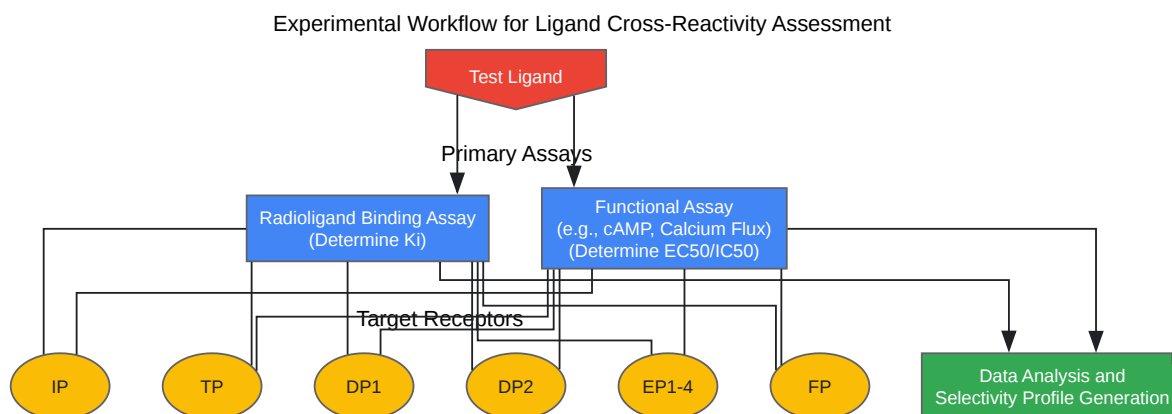 Experimental Workflow for Ligand Cross-Reactivity Assessment
Test Ligand
Primary Assays
Radioligand Binding Assay
(Determine Ki)
Functional Assay
(e.g., cAMP, Calcium Flux)
(Determine EC50/IC50)
Target Receptors
IP
TP
DP1
DP2
EP1-4
FP
Data Analysis and
Selectivity Profile Generation